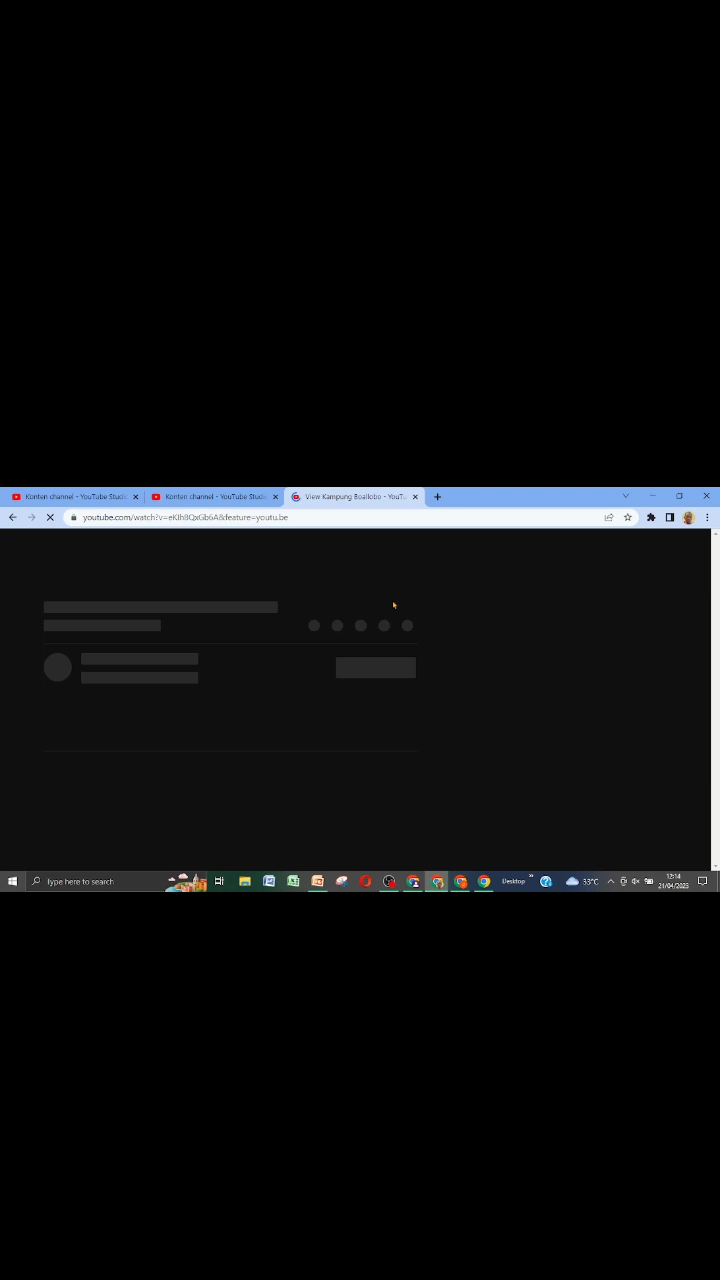 Konten channel - YouTube Studio
Konten channel - YouTube Studio
View Kampung Boallobo - YouTu
youtube.com/watch?v=eKIh8QxGb6A&feature=youtu.be
Type here to search
Desktop
33°C
12:14
21/04/2023